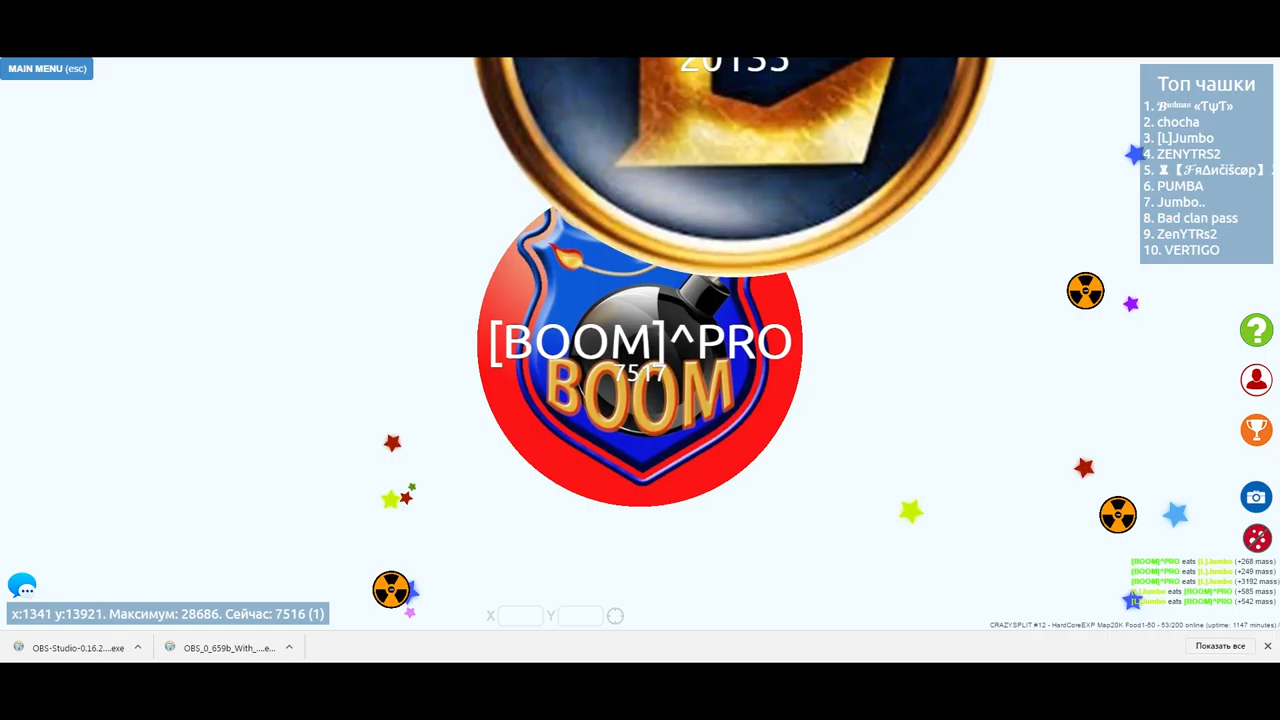 MAIN MENU (esc)
20133
Топ чашки
2. chocha
3. [L]Jumbo
4. ZENYTRS2
6. PUMBA
7. Jumbo..
8. Bad clan pass
9. ZenYTRs2
10. VERTIGO
[BOOM]^PRO
7517
BOOM
[BOOM]^PRO eats [L]Jumbo (+268 mass)
[BOOM]^PRO eats [L]Jumbo (+249 mass)
[BOOM]^PRO eats [L]Jumbo (+3192 mass)
[L]Jumbo eats [BOOM]^PRO (+585 mass)
[L]Jumbo eats [BOOM]^PRO (+542 mass)
x:1341 y:13921. Максимум: 28686. Сейчас: 7516 (1)
X
Y
CRAZYSPLIT #12 - HardCoreEXP Map20K Food1-50 - 53/200 online (uptime: 1147 minutes) /
OBS-Studio-0.16.2....exe
OBS_0_659b_With_....e...
Показать все